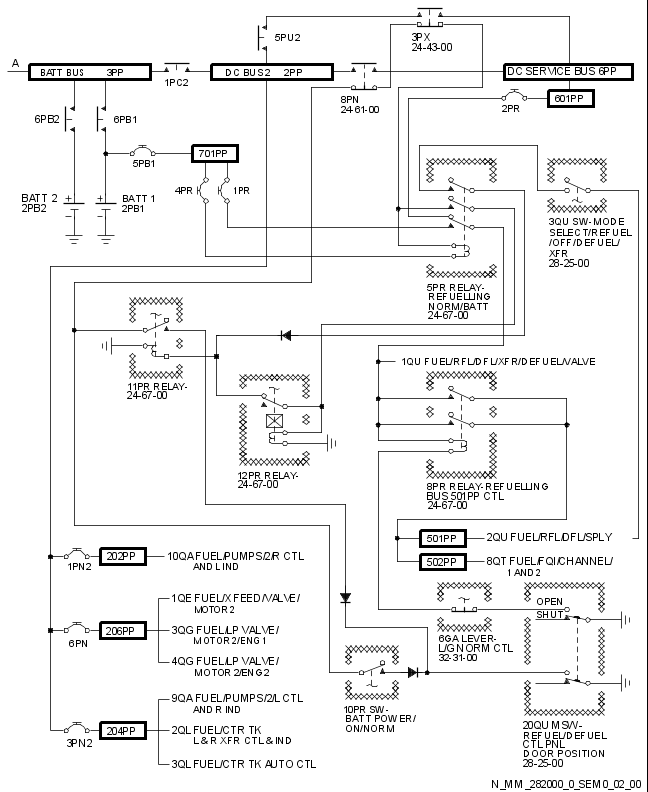 5PU2
3PX
24-43-00
A
BATT BUS 3PP
1PC2
DC BUS2 2PP
8PN
24-61-00
DC SERVICE BUS 6PP
2PR
601PP
6PB2
6PB1
5PB1
701PP
4PR
1PR
BATT 2
2PB2
BATT 1
2PB1
3QU SW-MODE
SELECT/REFUEL
/OFF/DEFUEL/
XFR
28-25-00
5PR RELAY-
REFUELLING
NORM/BATT
24-67-00
11PR RELAY-
24-67-00
1QU FUEL/RFL/DFL/XFR/DEFUEL/VALVE
12PR RELAY-
24-67-00
8PR RELAY-REFUELLING
BUS 501PP CTL
24-67-00
501PP
2QU FUEL/RFL/DFL/SPLY
502PP
8QT FUEL/FQI/CHANNEL/
1 AND 2
1PN2
202PP
10QA FUEL/PUMPS/2/R CTL
AND L IND
6PN
206PP
1QE FUEL/XFEED/VALVE/
MOTOR 2
3QG FUEL/LP VALVE/
MOTOR 2/ENG 1
4QG FUEL/LP VALVE/
MOTOR 2/ENG 2
3PN2
204PP
9QA FUEL/PUMPS/2/L CTL
AND R IND
2QL FUEL/CTR TK
L & R XFR CTL & IND
3QL FUEL/CTR TK AUTO CTL
10PR SW-
BATT POWER/
ON/NORM
6GA LEVER-
L/G NORM CTL
32-31-00
OPEN
SHUT
20QU MSW-
REFUEL/DEFUEL
CTL PNL
DOOR POSITION
28-25-00
N_MM_282000_0_SEM0_02_00